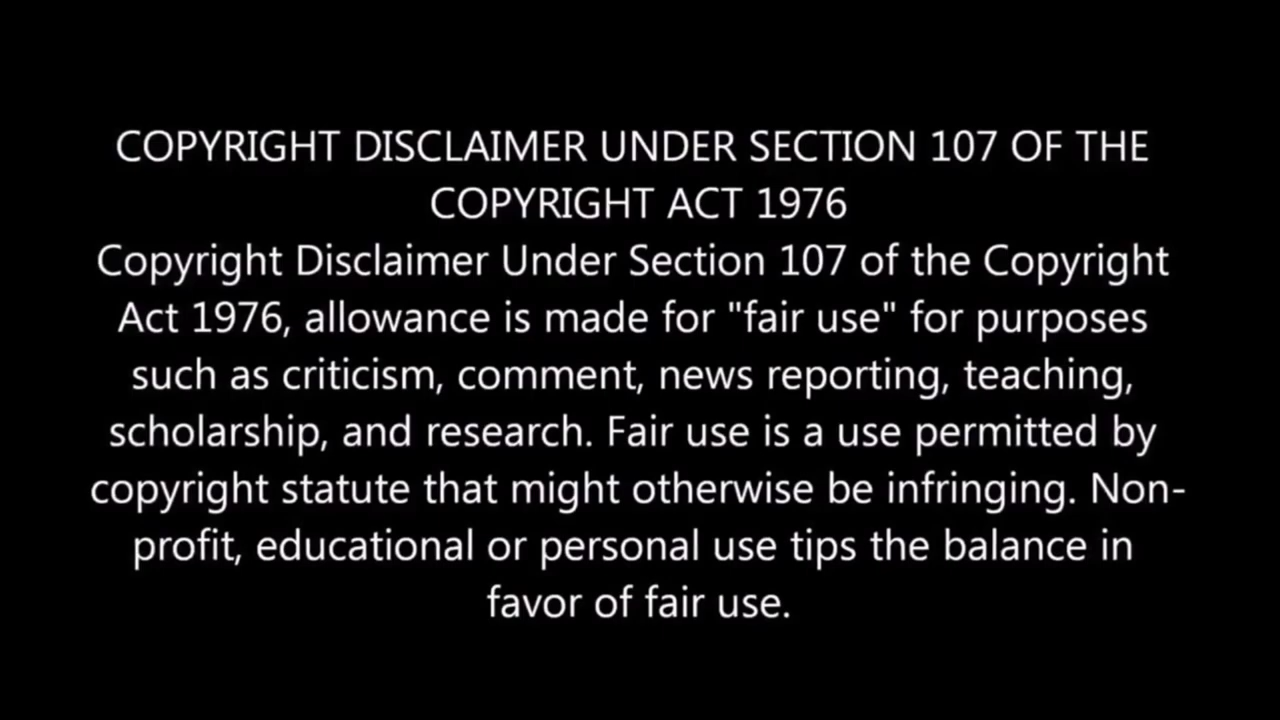 COPYRIGHT DISCLAIMER UNDER SECTION 107 OF THE
COPYRIGHT ACT 1976
Copyright Disclaimer Under Section 107 of the Copyright
Act 1976, allowance is made for "fair use" for purposes
such as criticism, comment, news reporting, teaching,
scholarship, and research. Fair use is a use permitted by
copyright statute that might otherwise be infringing. Non-
profit, educational or personal use tips the balance in
favor of fair use.